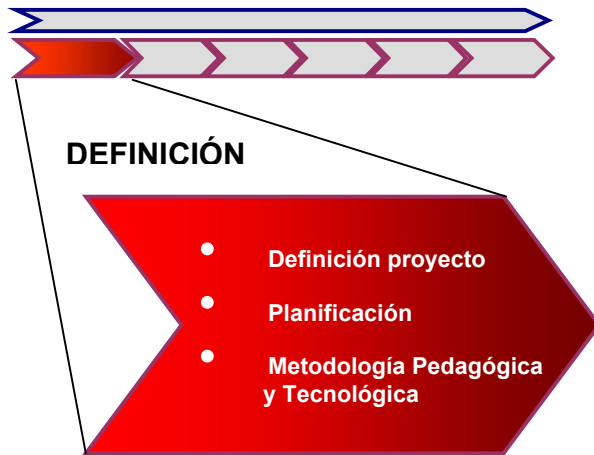 DEFINICIÓN
• Definición proyecto
• Planificación
• Metodología Pedagógica
y Tecnológica